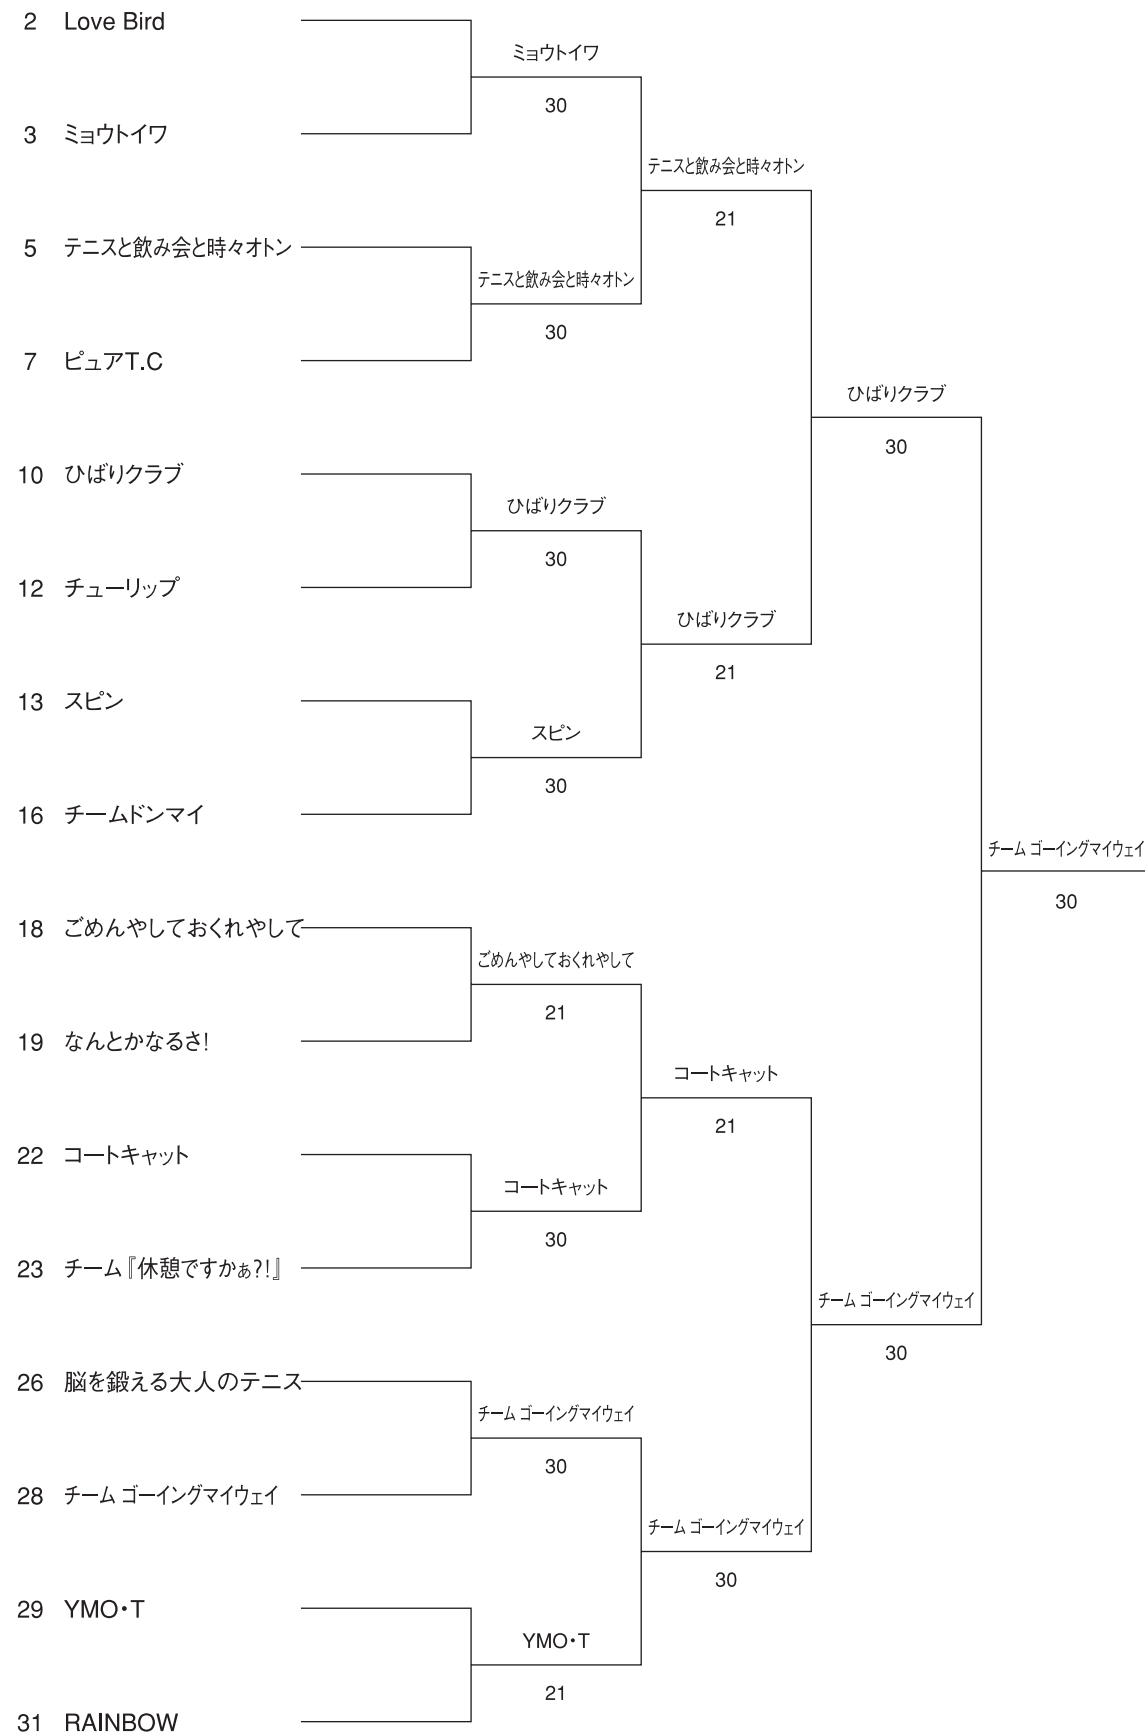 2 Love Bird
ミョウトイワ
30
3 ミョウトイワ
テニスと飲み会と時々オトン
21
5 テニスと飲み会と時々オトン
テニスと飲み会と時々オトン
30
7 ピュアT.C
ひばりクラブ
30
10 ひばりクラブ
ひばりクラブ
30
12 チューリップ
ひばりクラブ
21
13 スピン
スピン
30
16 チームドンマイ
チーム ゴーイングマイウェイ
30
18 ごめんやしておくれやして
ごめんやしておくれやして
21
19 なんとかなるさ!
コートキャット
21
22 コートキャット
コートキャット
30
23 チーム『休憩ですかぁ?!』
チーム ゴーイングマイウェイ
30
26 脳を鍛える大人のテニス
チーム ゴーイングマイウェイ
30
28 チーム ゴーイングマイウェイ
チーム ゴーイングマイウェイ
30
29 YMO・T
YMO・T
21
31 RAINBOW